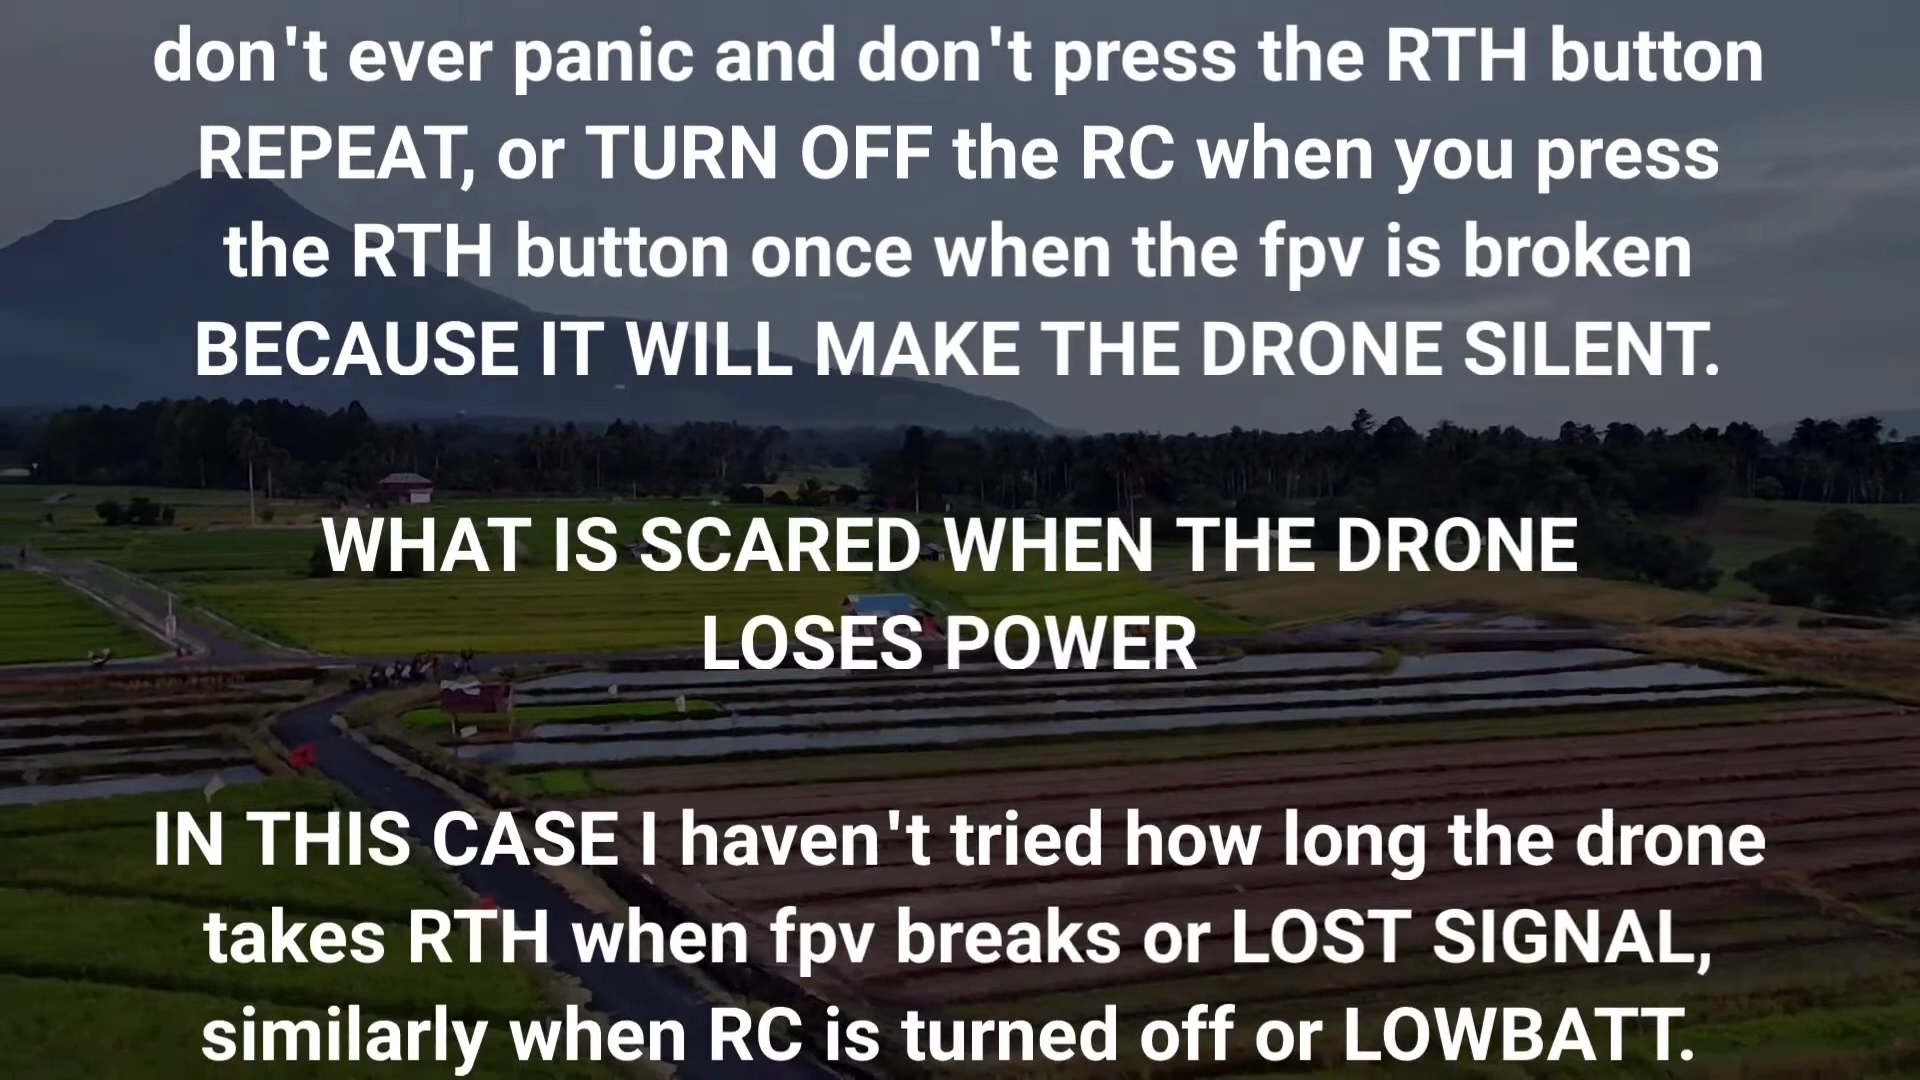 don't ever panic and don't press the RTH button
REPEAT, or TURN OFF the RC when you press
the RTH button once when the fpv is broken
BECAUSE IT WILL MAKE THE DRONE SILENT.
WHAT IS SCARED WHEN THE DRONE
LOSES POWER
IN THIS CASE I haven't tried how long the drone
takes RTH when fpv breaks or LOST SIGNAL,
similarly when RC is turned off or LOWBATT.